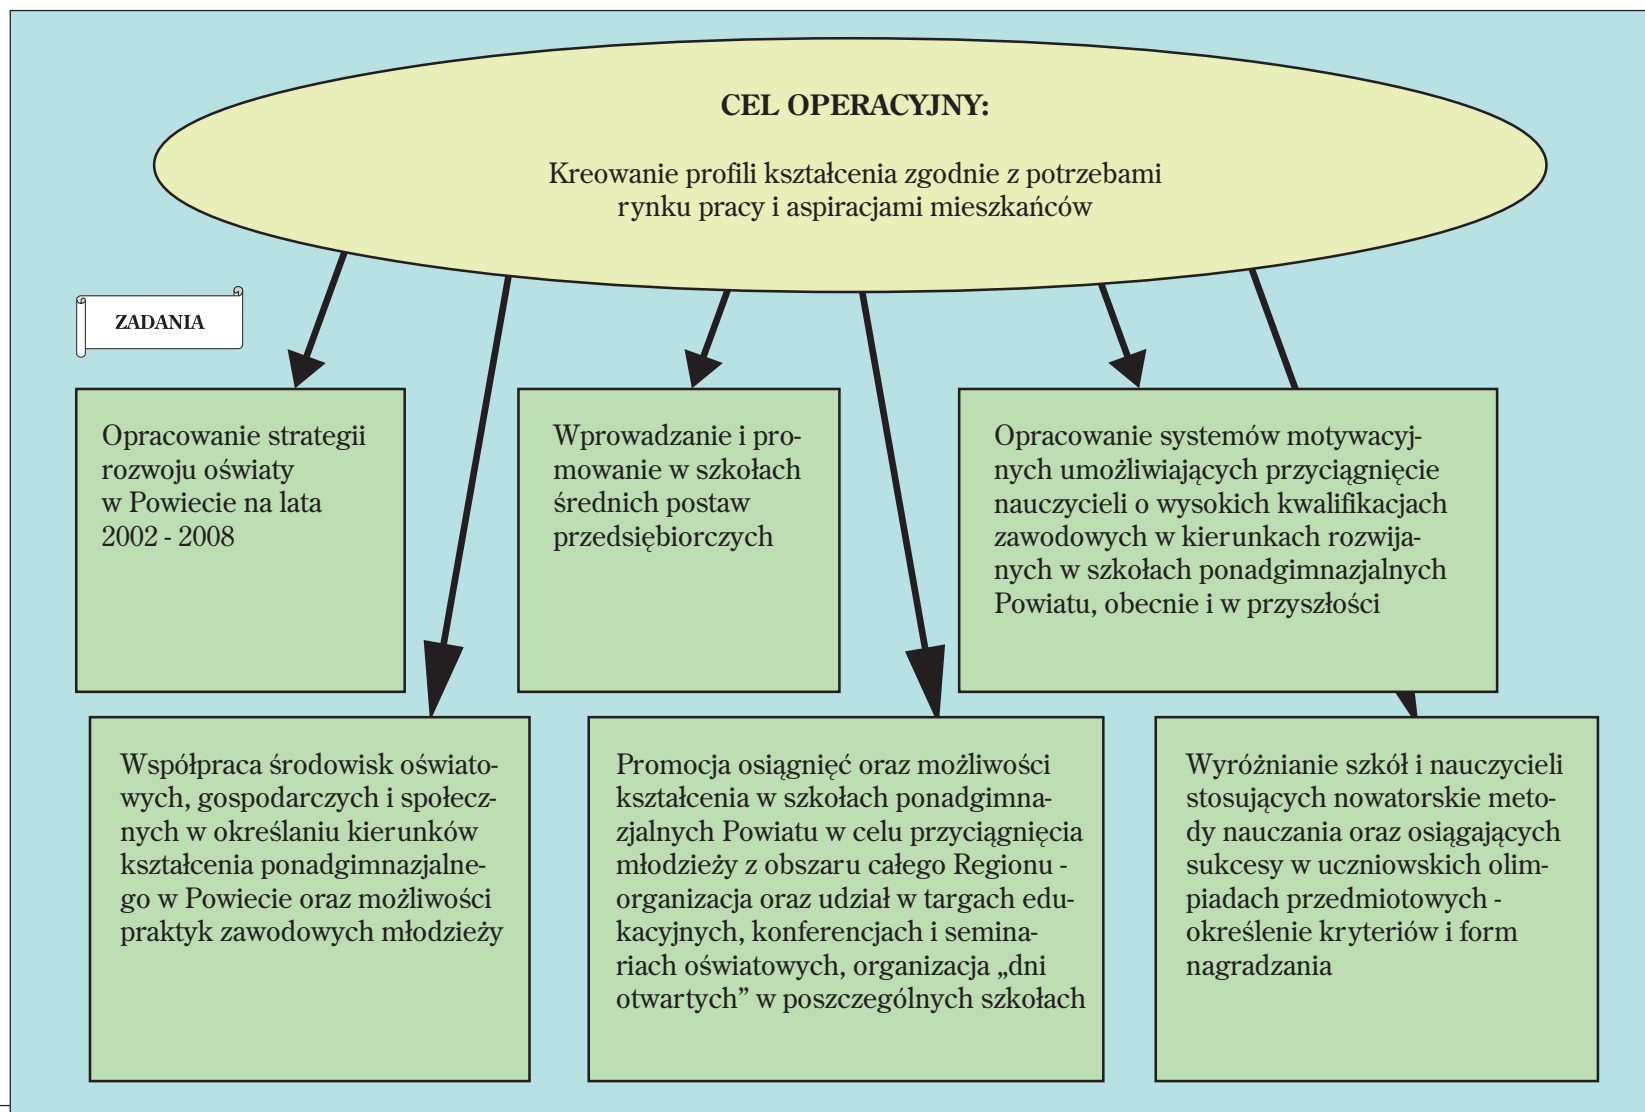 CEL OPERACYJNY:
Kreowanie profili kształcenia zgodnie z potrzebami
rynku pracy i aspiracjami mieszkańców
ZADANIA
Opracowanie strategii
rozwoju oświaty
w Powiecie na lata
2002 - 2008
Wprowadzanie i pro-
mowanie w szkołach
średnich postaw
przedsiębiorczych
Opracowanie systemów motywacyj-
nych umożliwiających przyciągnięcie
nauczycieli o wysokich kwalifikacjach
zawodowych w kierunkach rozwija-
nych w szkołach ponadgimnazjalnych
Powiatu, obecnie i w przyszłości
Współpraca środowisk oświato-
wych, gospodarczych i społecz-
nych w określaniu kierunków
kształcenia ponadgimnazjalne-
go w Powiecie oraz możliwości
praktyk zawodowych młodzieży
Promocja osiągnięć oraz możliwości
kształcenia w szkołach ponadgimna-
zjalnych Powiatu w celu przyciągnięcia
młodzieży z obszaru całego Regionu -
organizacja oraz udział w targach edu-
kacyjnych, konferencjach i semina-
riach oświatowych, organizacja „dni
otwartych” w poszczególnych szkołach
Wyróżnianie szkół i nauczycieli
stosujących nowatorskie meto-
dy nauczania oraz osiągających
sukcesy w uczniowskich olim-
piadach przedmiotowych -
określenie kryteriów i form
nagradzania